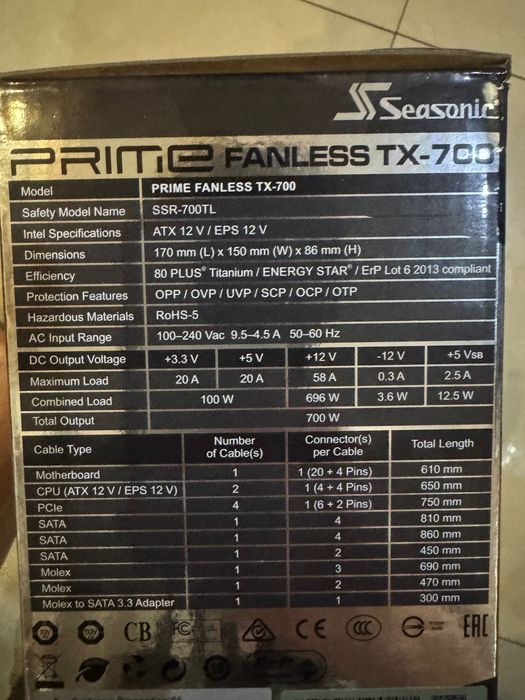 Seasonic
PRIME FANLESS TX-700
Model PRIME FANLESS TX-700
Safety Model Name SSR-700TL
Intel Specifications ATX 12 V / EPS 12 V
Dimensions 170 mm (L) x 150 mm (W) x 86 mm (H)
Efficiency 80 PLUS® Titanium / ENERGY STAR® / ErP Lot 6 2013 compliant
Protection Features OPP / OVP / UVP / SCP / OCP / OTP
Hazardous Materials RoHS-5
AC Input Range 100–240 Vac 9.5–4.5 A 50–60 Hz
DC Output Voltage +3.3 V +5 V +12 V -12 V +5 VSB
Maximum Load 20 A 20 A 58 A 0.3 A 2.5 A
Combined Load 100 W 696 W 3.6 W 12.5 W
Total Output 700 W
Cable Type Number of Cable(s) Connector(s) per Cable Total Length
Motherboard 1 1 (20 + 4 Pins) 610 mm
CPU (ATX 12 V / EPS 12 V) 2 1 (4 + 4 Pins) 650 mm
PCIe 4 1 (6 + 2 Pins) 750 mm
SATA 1 4 810 mm
SATA 1 4 860 mm
SATA 1 2 450 mm
Molex 1 3 690 mm
Molex 1 2 470 mm
Molex to SATA 3.3 Adapter 1 1 300 mm
TÜV TÜV CB FC CE CCC EAC